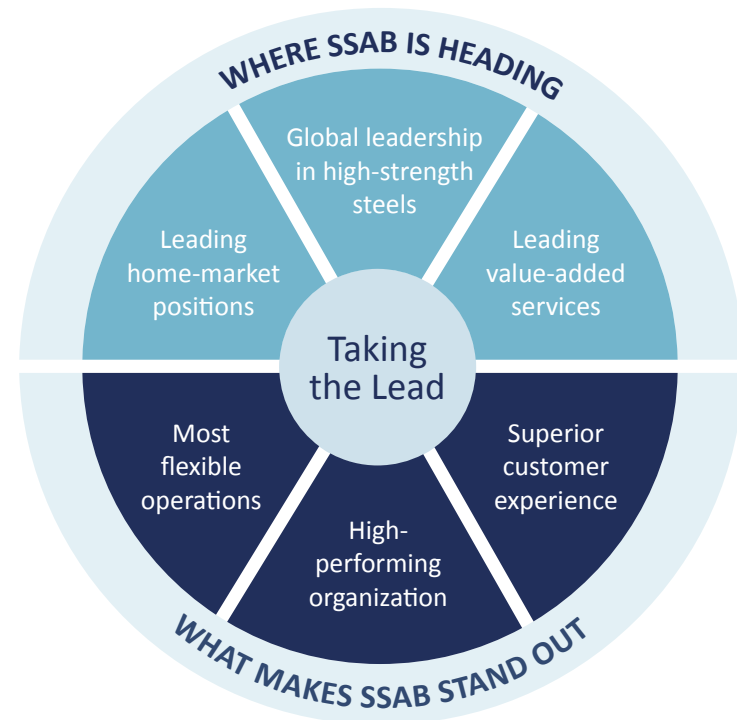 WHERE SSAB IS HEADING
Global leadership
in high-strength
steels
Leading
home-market
positions
Leading
value-added
services
Taking
the Lead
Most
flexible
operations
Superior
customer
experience
High-
performing
organization
WHAT MAKES SSAB STAND OUT